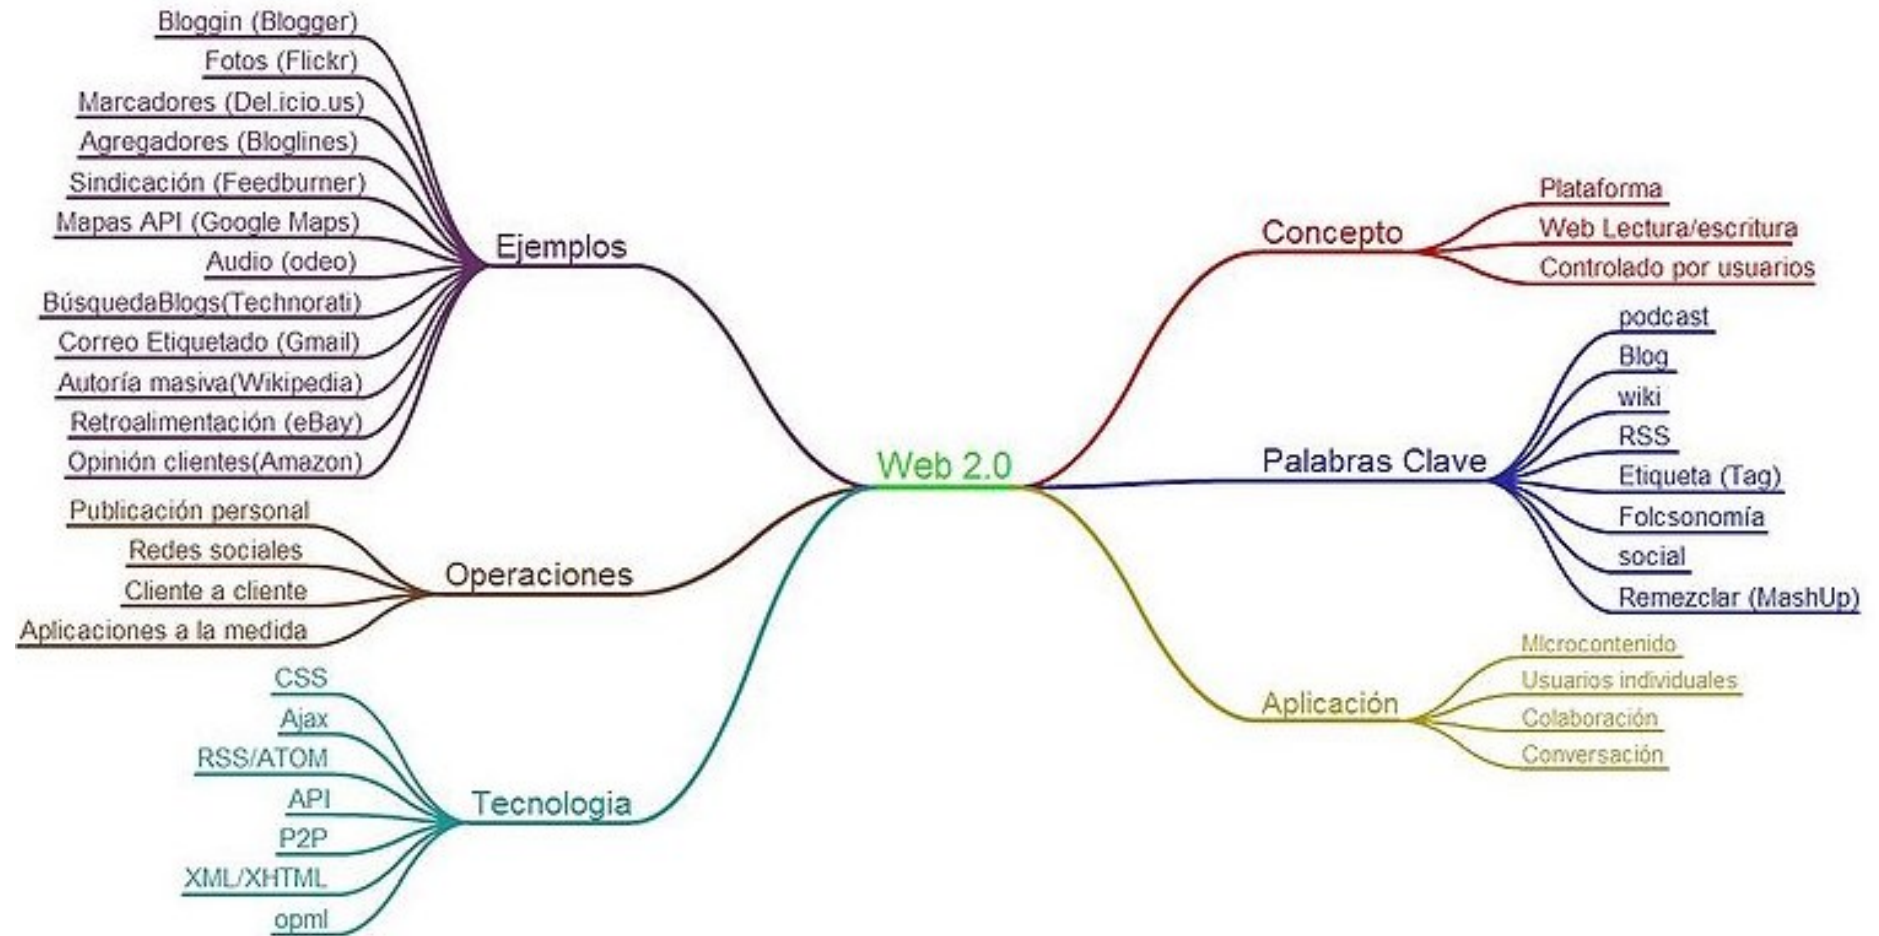 Bloggin (Blogger)
Fotos (Flickr)
Marcadores (Del.icio.us)
Agregadores (Bloglines)
Sindicación (Feedburner)
Mapas API (Google Maps)
Audio (odeo)
BúsquedaBlogs(Technorati)
Correo Etiquetado (Gmail)
Autoría masiva(Wikipedia)
Retroalimentación (eBay)
Opinión clientes(Amazon)
Ejemplos
Publicación personal
Redes sociales
Cliente a cliente
Aplicaciones a la medida
Operaciones
CSS
Ajax
RSS/ATOM
API
P2P
XML/XHTML
opml
Tecnologia
Web 2.0
Concepto
Plataforma
Web Lectura/escritura
Controlado por usuarios
Palabras Clave
podcast
Blog
wiki
RSS
Etiqueta (Tag)
Folcsonomía
social
Remezclar (MashUp)
Aplicación
MIcrocontenido
Usuarios individuales
Colaboración
Conversación